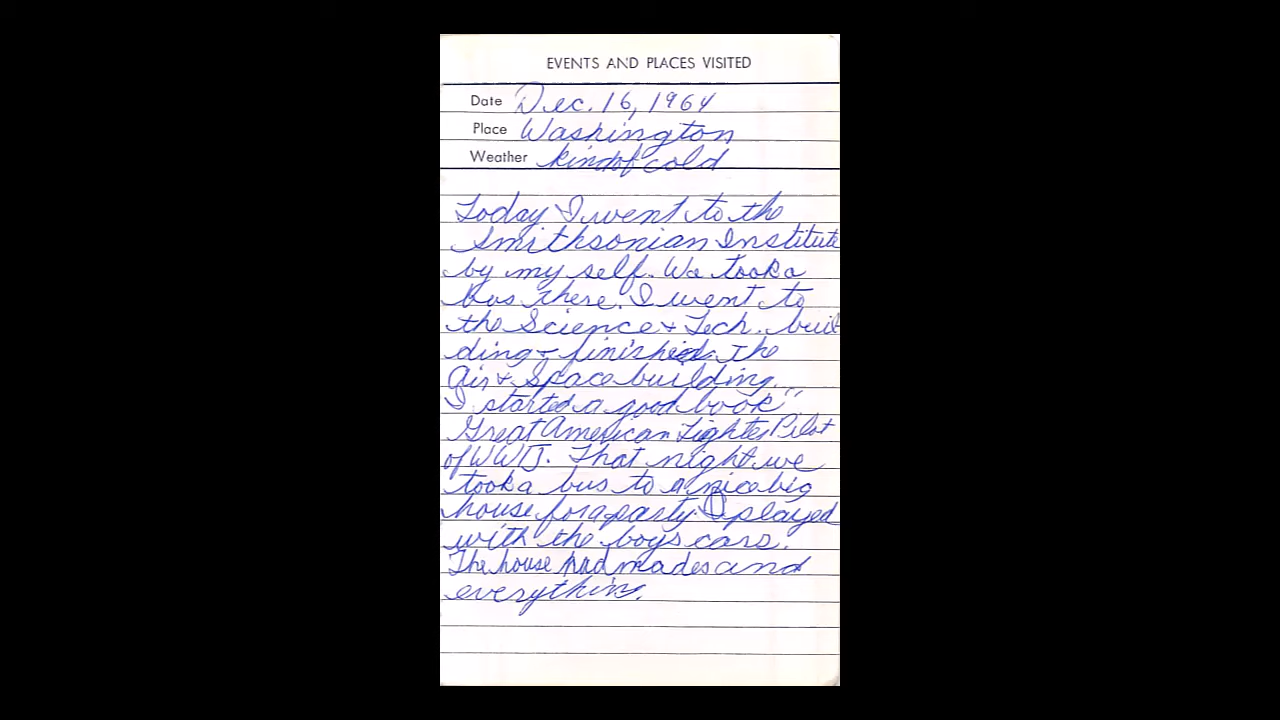 EVENTS AND PLACES VISITED
Date Dec. 16, 1964
Place Washington
Weather kind of cold
Today I went to the
Smithsonian Institute
by my self. We took a
bus there. I went to
the Science & Tech. buil
ding & finished the
Air & Space building.
I started a good book "
Great American Fighter Pilot
of WWII. That night we
took a bus to a nice big
house for a party. I played
with the boys cars.
The house had mades and
everything.